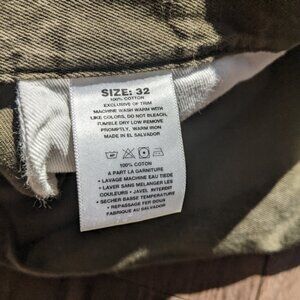 SIZE: 32
100% COTTON
EXCLUSIVE OF TRIM
MACHINE WASH WARM WITH
LIKE COLORS, DO NOT BLEACH,
TUMBLE DRY LOW REMOVE
PROMPTLY, WARM IRON
MADE IN EL SALVADOR
100% COTON
A PART LA GARNITURE
• LAVAGE MACHINE EAU TIEDE
• LAVER SANS MELANGER LES
COULEURS • JAVEL INTERDIT
• SECHER BASSE TEMPERATURE
• REPASSAGE FER DOUX
FABRIQUE AU SALVADOR